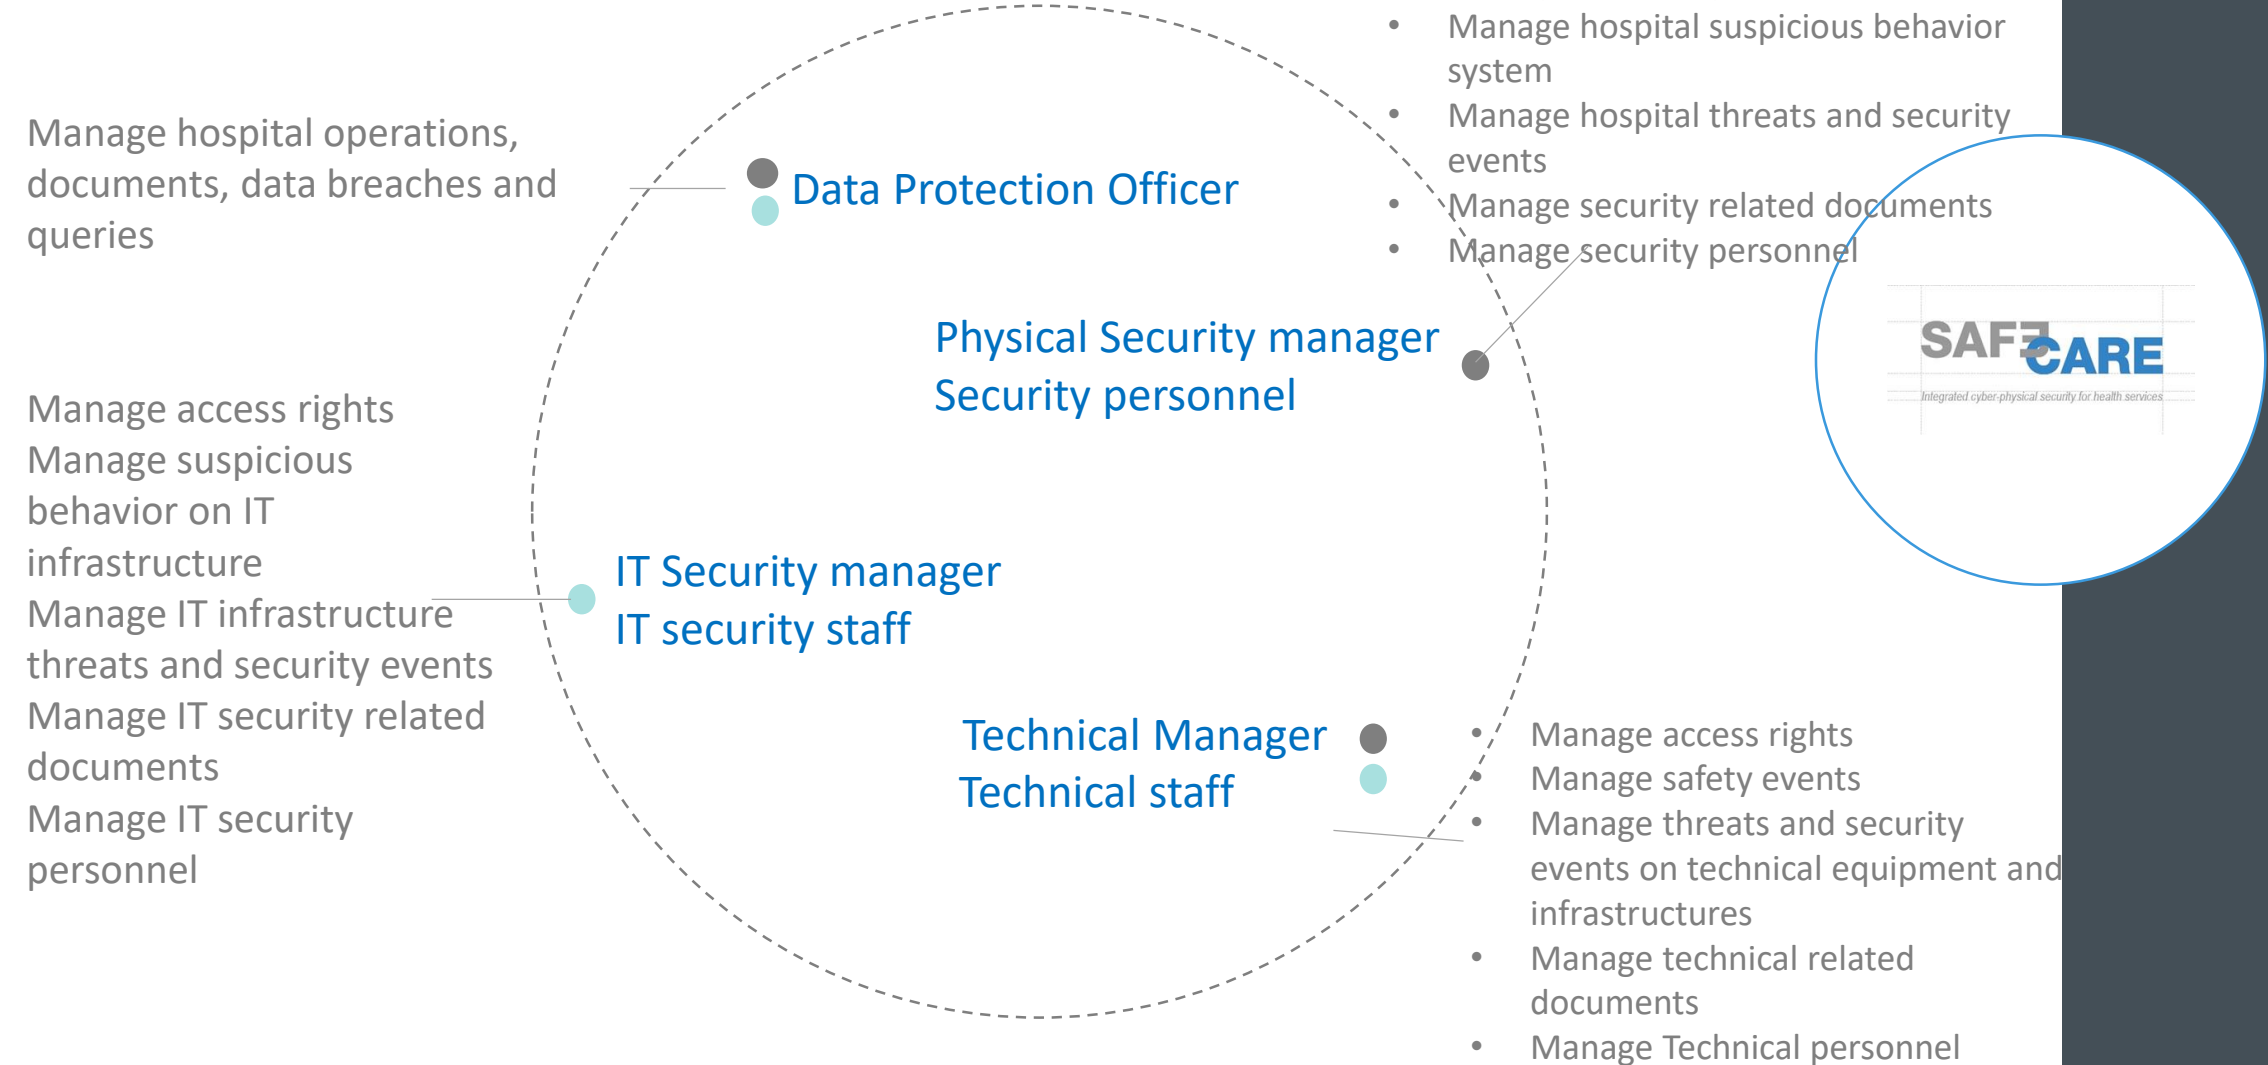 Manage hospital operations,
documents, data breaches and
queries
Manage access rights
Manage suspicious
behavior on IT
infrastructure
Manage IT infrastructure
threats and security events
Manage IT security related
documents
Manage IT security
personnel
Data Protection Officer
Physical Security manager
Security personnel
IT Security manager
IT security staff
Technical Manager
Technical staff
• Manage hospital suspicious behavior
system
• Manage hospital threats and security
events
• Manage security related documents
• Manage security personnel
SAFECARE
Integrated cyber-physical security for health services
• Manage access rights
• Manage safety events
• Manage threats and security
events on technical equipment and
infrastructures
• Manage technical related
documents
• Manage Technical personnel